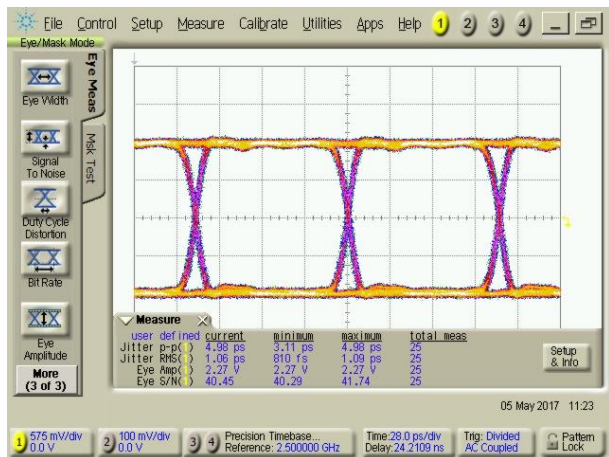 File Control Setup Measure Calibrate Utilities Apps Help 1 2 3 4
Eye/Mask Mode
Eye Meas
Msk Test
Eye Width
Signal
To Noise
Duty Cycle
Distortion
Bit Rate
Eye
Amplitude
More
(3 of 3)
Measure
user defined current minimum maximum total meas
Jitter p-p(1) 4.98 ps 3.11 ps 4.98 ps 25
Jitter RMS(1) 1.06 ps 810 fs 1.09 ps 25
Eye Amp(1) 2.27 V 2.27 V 2.27 V 25
Eye S/N(1) 40.45 40.29 41.74 25
Setup
& Info
05 May 2017 11:23
1 575 mV/div
0.0 V
2 100 mV/div
0.0 V
3 4 Precision Timebase...
Reference: 2.500000 GHz
Time:28.0 ps/div
Delay:24.2109 ns
Trig: Divided
AC Coupled
Pattern
Lock